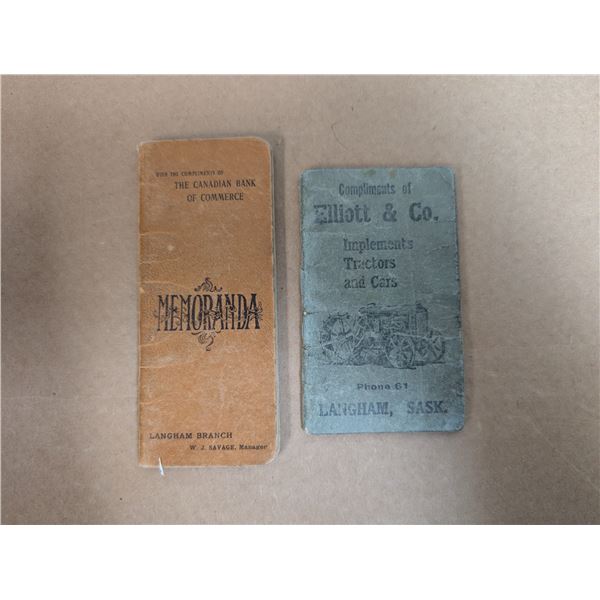 WITH THE COMPLIMENTS OF
THE CANADIAN BANK
OF COMMERCE
MEMORANDA
LANGHAM BRANCH
W. J. SAVAGE, Manager
Compliments of
Elliott & Co.
Implements
Tractors
and Cars
Phone 61
LANGHAM, SASK.